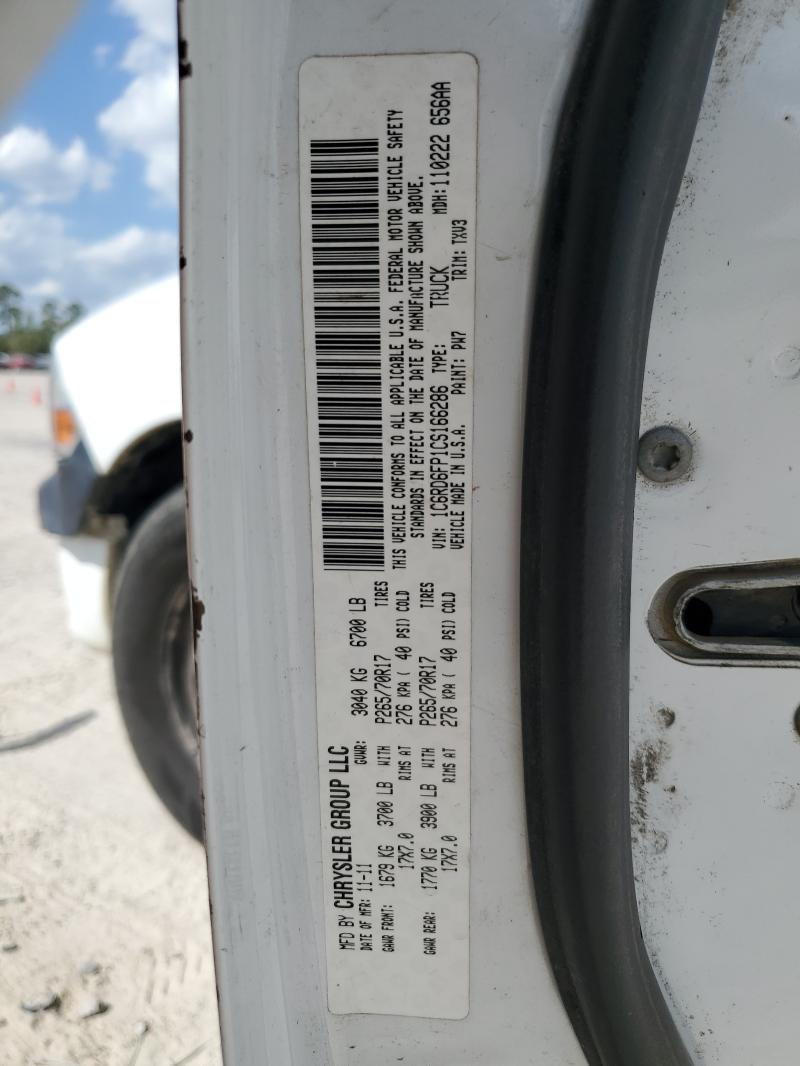 MFD BY CHRYSLER GROUP LLC
DATE OF MFR: 11-11 GVWR: 3040 KG 6700 LB
GAWR FRONT: 1679 KG 3700 LB WITH P265/70R17 TIRES
17X7.0 RIMS AT 276 KPA ( 40 PSI) COLD
GAWR REAR: 1770 KG 3900 LB WITH P265/70R17 TIRES
17X7.0 RIMS AT 276 KPA ( 40 PSI) COLD
THIS VEHICLE CONFORMS TO ALL APPLICABLE U.S.A. FEDERAL MOTOR VEHICLE SAFETY
STANDARDS IN EFFECT ON THE DATE OF MANUFACTURE SHOWN ABOVE.
VIN: 1C6RD6FP1CS166286 TYPE: TRUCK MDH: 110222 656AA
VEHICLE MADE IN U.S.A. PAINT: PW7 TRIM: TXV3